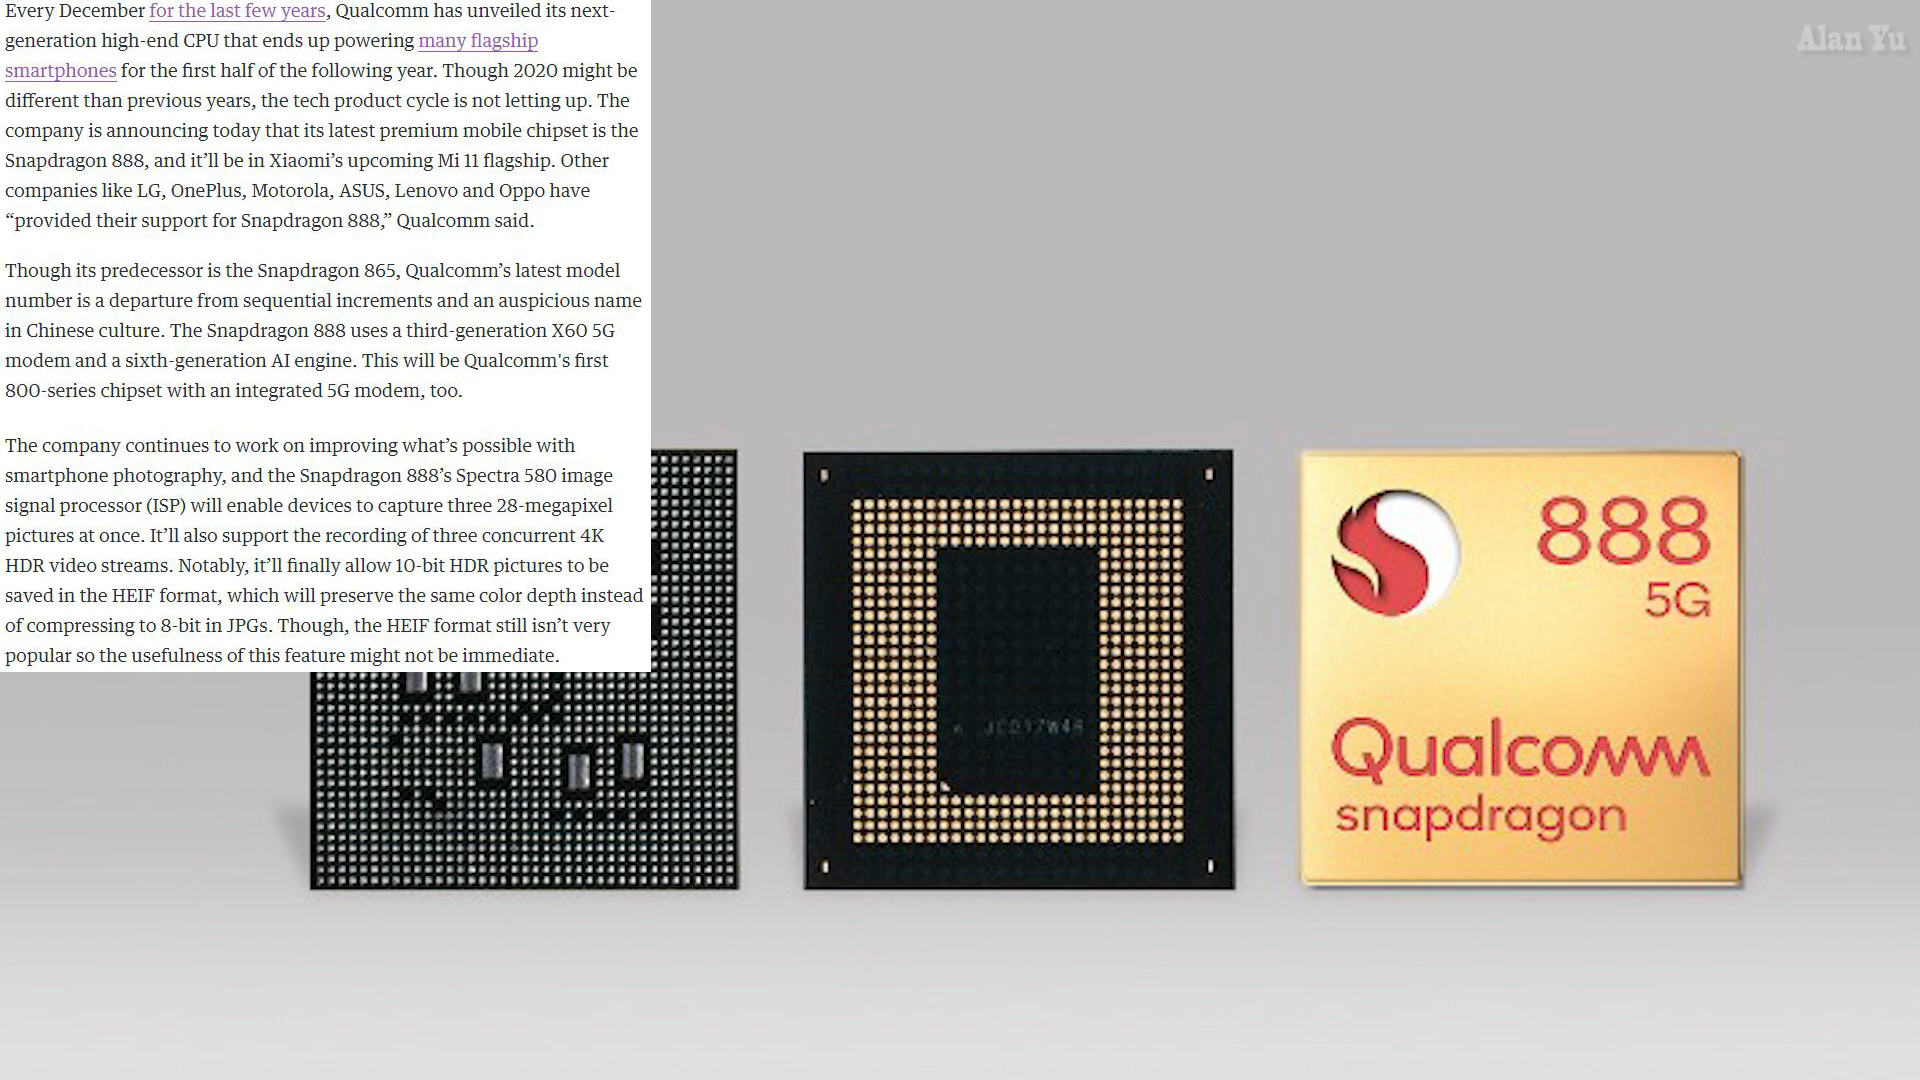 Every December for the last few years, Qualcomm has unveiled its next-
generation high-end CPU that ends up powering many flagship
smartphones for the first half of the following year. Though 2020 might be
different than previous years, the tech product cycle is not letting up. The
company is announcing today that its latest premium mobile chipset is the
Snapdragon 888, and it’ll be in Xiaomi’s upcoming Mi 11 flagship. Other
companies like LG, OnePlus, Motorola, ASUS, Lenovo and Oppo have
“provided their support for Snapdragon 888,” Qualcomm said.
Though its predecessor is the Snapdragon 865, Qualcomm’s latest model
number is a departure from sequential increments and an auspicious name
in Chinese culture. The Snapdragon 888 uses a third-generation X60 5G
modem and a sixth-generation AI engine. This will be Qualcomm's first
800-series chipset with an integrated 5G modem, too.
The company continues to work on improving what’s possible with
smartphone photography, and the Snapdragon 888’s Spectra 580 image
signal processor (ISP) will enable devices to capture three 28-megapixel
pictures at once. It’ll also support the recording of three concurrent 4K
HDR video streams. Notably, it’ll finally allow 10-bit HDR pictures to be
saved in the HEIF format, which will preserve the same color depth instead
of compressing to 8-bit in JPGs. Though, the HEIF format still isn’t very
popular so the usefulness of this feature might not be immediate.
Alan Yu
888
5G
Qualcomm
snapdragon